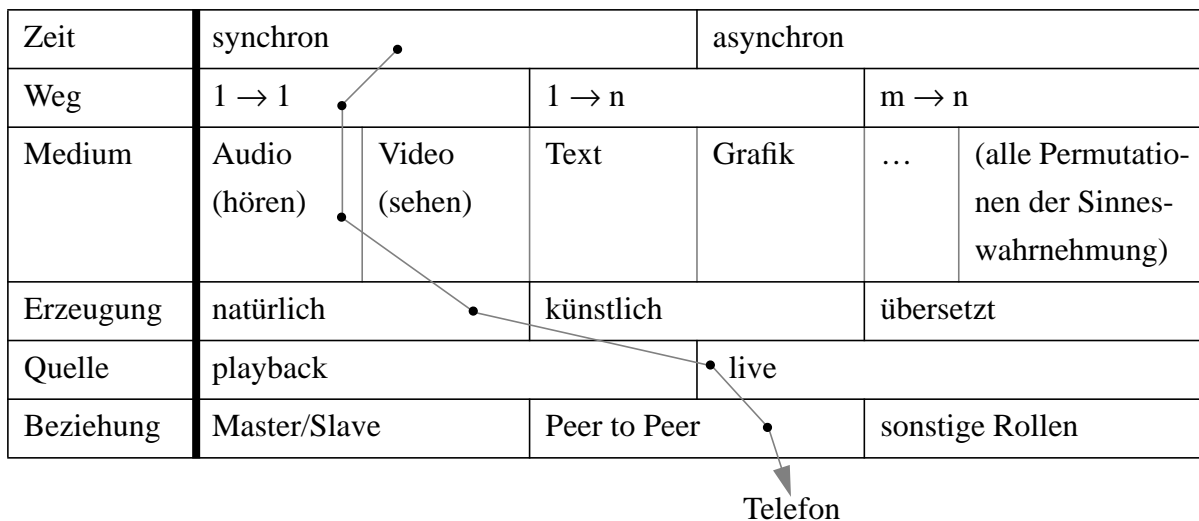 Zeit synchron asynchron
Weg 1 → 1 1 → n m → n
Medium Audio Video Text Grafik … (alle Permutatio-
(hören) (sehen) nen der Sinnes-
wahrnehmung)
Erzeugung natürlich künstlich übersetzt
Quelle playback live
Beziehung Master/Slave Peer to Peer sonstige Rollen
Telefon